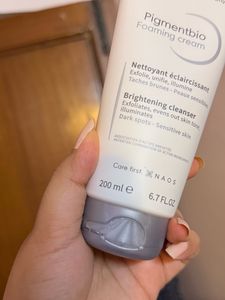 Pigmentbio
Foaming cream
Nettoyant éclaircissant
Exfolie, unifie, illumine
Taches brunes - Peaux sensibles
Brightening cleanser
Exfoliates, evens out skin tone,
illuminates
Dark spots - Sensitive skin
Care first. NAOS
200 ml e 6.7 FL.OZ